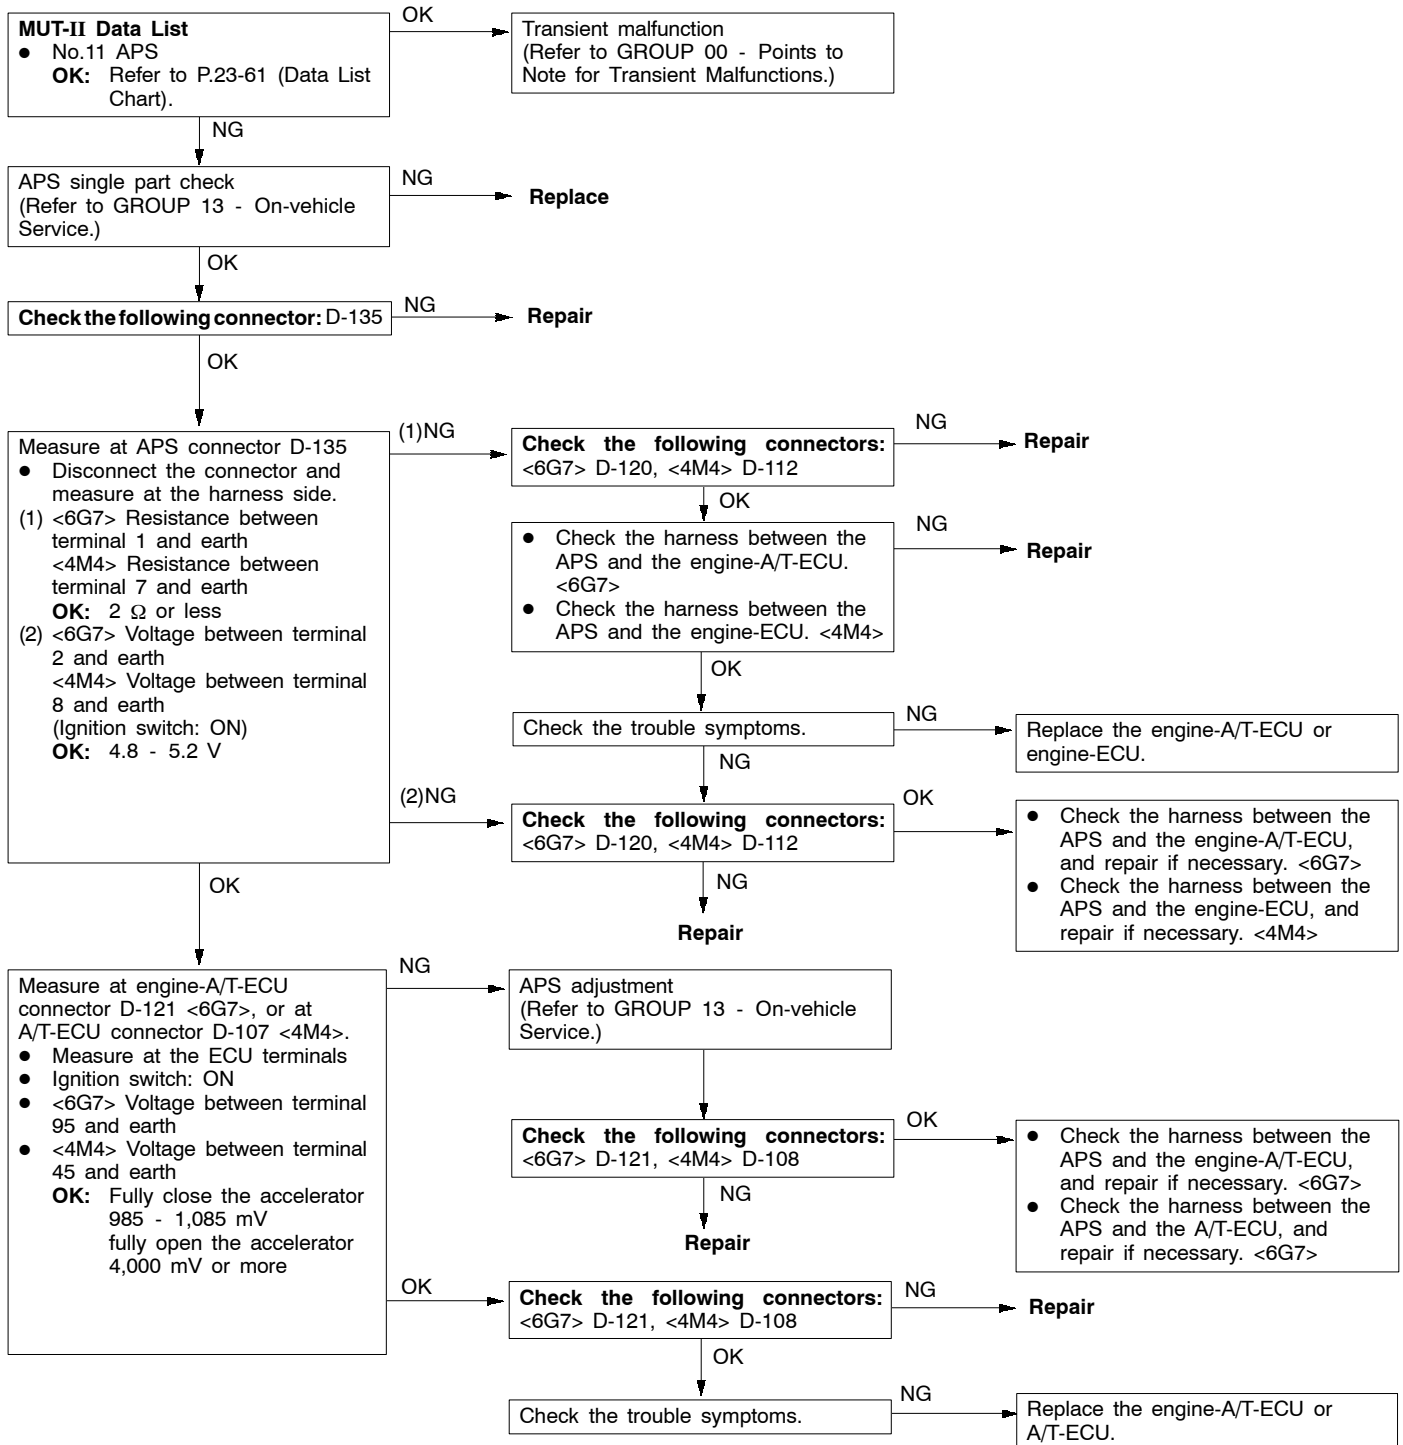 MUT-II Data List
● No.11 APS
OK: Refer to P.23-61 (Data List
Chart).
OK
Transient malfunction
(Refer to GROUP 00 - Points to
Note for Transient Malfunctions.)
NG
APS single part check
(Refer to GROUP 13 - On-vehicle
Service.)
NG
Replace
OK
Check the following connector: D-135
NG
Repair
OK
Measure at APS connector D-135
● Disconnect the connector and
measure at the harness side.
(1) <6G7> Resistance between
terminal 1 and earth
<4M4> Resistance between
terminal 7 and earth
OK: 2 Ω or less
(2) <6G7> Voltage between terminal
2 and earth
<4M4> Voltage between terminal
8 and earth
(Ignition switch: ON)
OK: 4.8 - 5.2 V
(1)NG
Check the following connectors:
<6G7> D-120, <4M4> D-112
NG
Repair
OK
● Check the harness between the
APS and the engine-A/T-ECU.
<6G7>
● Check the harness between the
APS and the engine-ECU. <4M4>
NG
Repair
OK
Check the trouble symptoms.
NG
Replace the engine-A/T-ECU or
engine-ECU.
NG
(2)NG
Check the following connectors:
<6G7> D-120, <4M4> D-112
OK
● Check the harness between the
APS and the engine-A/T-ECU,
and repair if necessary. <6G7>
● Check the harness between the
APS and the engine-ECU, and
repair if necessary. <4M4>
NG
Repair
OK
Measure at engine-A/T-ECU
connector D-121 <6G7>, or at
A/T-ECU connector D-107 <4M4>.
● Measure at the ECU terminals
● Ignition switch: ON
● <6G7> Voltage between terminal
95 and earth
● <4M4> Voltage between terminal
45 and earth
OK: Fully close the accelerator
985 - 1,085 mV
fully open the accelerator
4,000 mV or more
NG
APS adjustment
(Refer to GROUP 13 - On-vehicle
Service.)
Check the following connectors:
<6G7> D-121, <4M4> D-108
OK
● Check the harness between the
APS and the engine-A/T-ECU,
and repair if necessary. <6G7>
● Check the harness between the
APS and the A/T-ECU, and
repair if necessary. <6G7>
NG
Repair
OK
Check the following connectors:
<6G7> D-121, <4M4> D-108
NG
Repair
OK
Check the trouble symptoms.
NG
Replace the engine-A/T-ECU or
A/T-ECU.